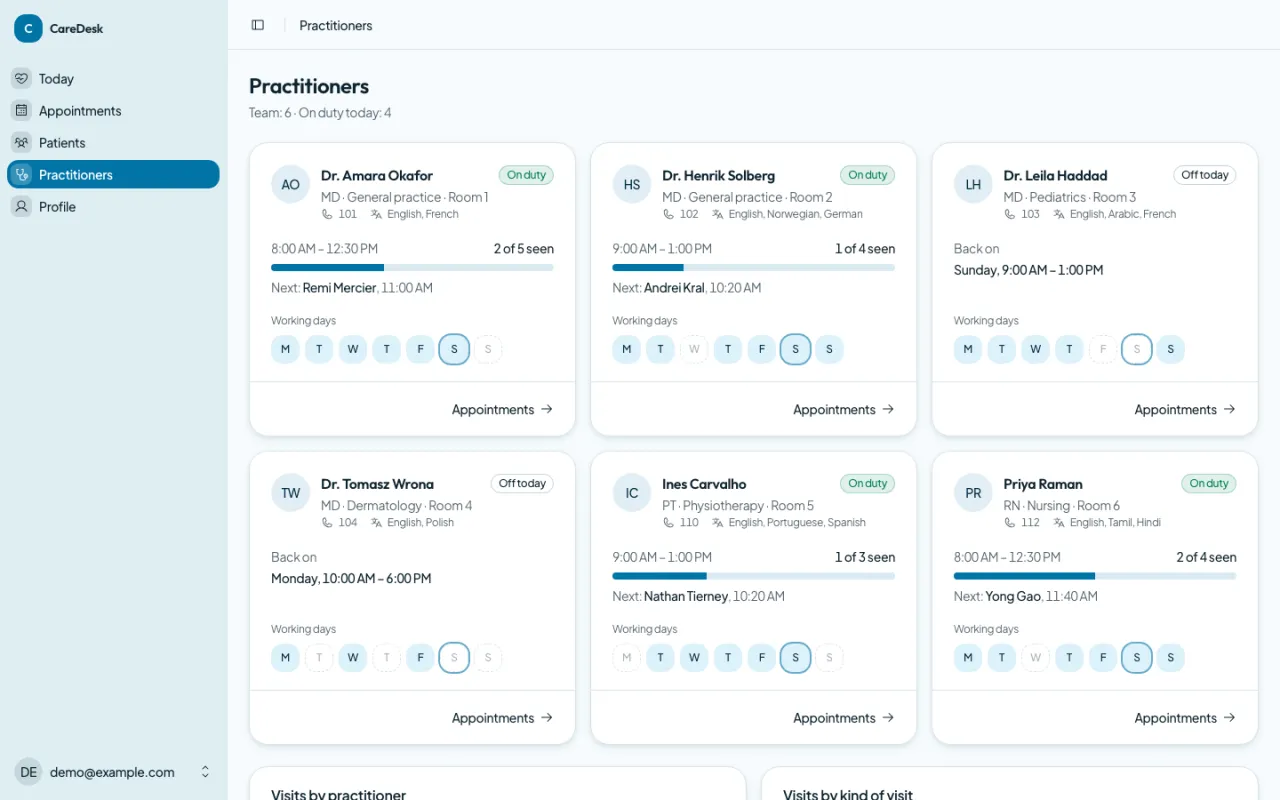 C CareDesk
Practitioners
Today
Appointments
Patients
Practitioners
Profile
DE demo@example.com
Practitioners
Team: 6 · On duty today: 4
AO Dr. Amara Okafor On duty
MD · General practice · Room 1
101 English, French
8:00 AM – 12:30 PM 2 of 5 seen
Next: Remi Mercier, 11:00 AM
Working days
M T W T F S S
Appointments →
HS Dr. Henrik Solberg On duty
MD · General practice · Room 2
102 English, Norwegian, German
9:00 AM – 1:00 PM 1 of 4 seen
Next: Andrei Kral, 10:20 AM
Working days
M T W T F S S
Appointments →
LH Dr. Leila Haddad Off today
MD · Pediatrics · Room 3
103 English, Arabic, French
Back on
Sunday, 9:00 AM – 1:00 PM
Working days
M T W T F S S
Appointments →
TW Dr. Tomasz Wrona Off today
MD · Dermatology · Room 4
104 English, Polish
Back on
Monday, 10:00 AM – 6:00 PM
Working days
M T W T F S S
Appointments →
IC Ines Carvalho On duty
PT · Physiotherapy · Room 5
110 English, Portuguese, Spanish
9:00 AM – 1:00 PM 1 of 3 seen
Next: Nathan Tierney, 10:20 AM
Working days
M T W T F S S
Appointments →
PR Priya Raman On duty
RN · Nursing · Room 6
112 English, Tamil, Hindi
8:00 AM – 12:30 PM 2 of 4 seen
Next: Yong Gao, 11:40 AM
Working days
M T W T F S S
Appointments →
Visits by practitioner
Visits by kind of visit